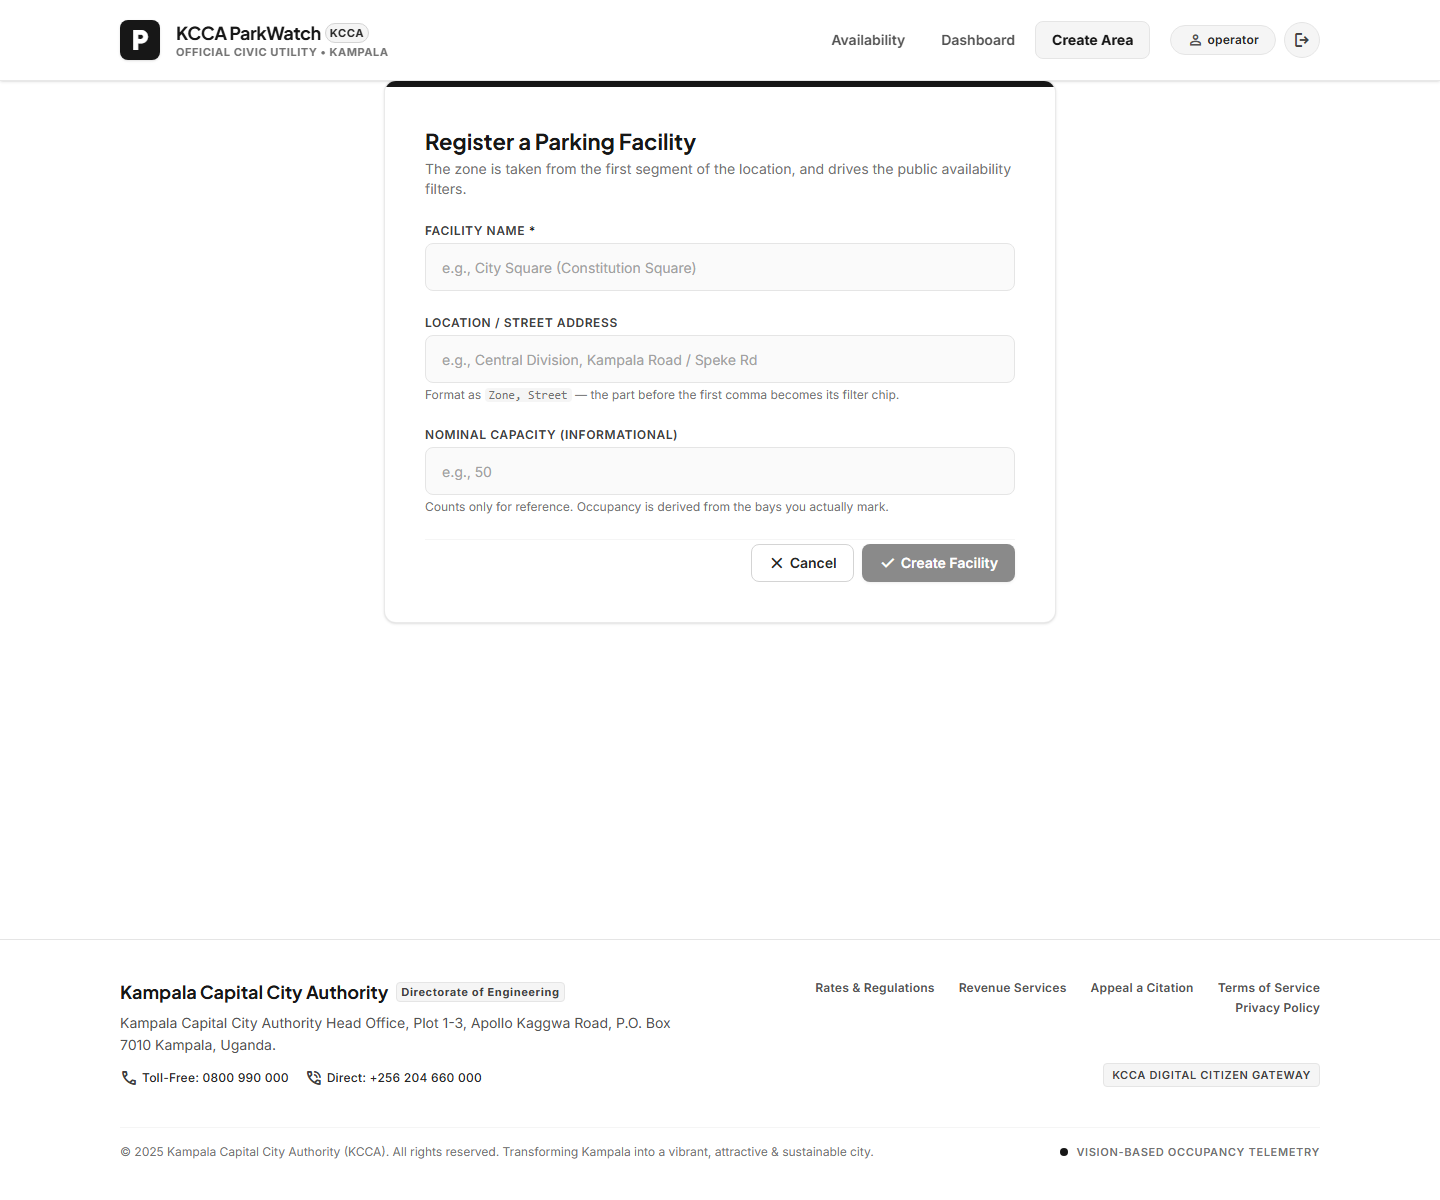 P
KCCA ParkWatch KCCA
OFFICIAL CIVIC UTILITY • KAMPALA
Availability
Dashboard
Create Area
operator
Register a Parking Facility
The zone is taken from the first segment of the location, and drives the public availability
filters.
FACILITY NAME *
e.g., City Square (Constitution Square)
LOCATION / STREET ADDRESS
e.g., Central Division, Kampala Road / Speke Rd
Format as Zone, Street — the part before the first comma becomes its filter chip.
NOMINAL CAPACITY (INFORMATIONAL)
e.g., 50
Counts only for reference. Occupancy is derived from the bays you actually mark.
Cancel
Create Facility
Kampala Capital City Authority Directorate of Engineering
Kampala Capital City Authority Head Office, Plot 1-3, Apollo Kaggwa Road, P.O. Box
7010 Kampala, Uganda.
Toll-Free: 0800 990 000 Direct: +256 204 660 000
Rates & Regulations Revenue Services Appeal a Citation Terms of Service
Privacy Policy
KCCA DIGITAL CITIZEN GATEWAY
© 2025 Kampala Capital City Authority (KCCA). All rights reserved. Transforming Kampala into a vibrant, attractive & sustainable city.
VISION-BASED OCCUPANCY TELEMETRY